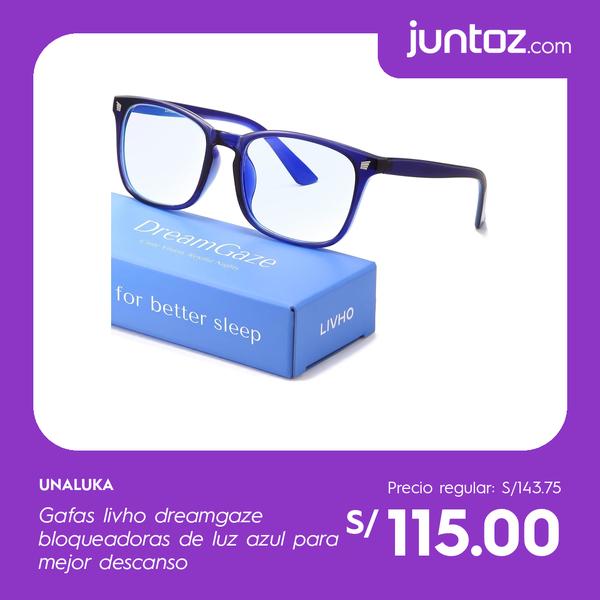 juntoz.com
DreamGaze
for better sleep
LIVHO
UNALUKA
Gafas livho dreamgaze
bloqueadoras de luz azul para
mejor descanso
Precio regular: S/143.75
S/115.00